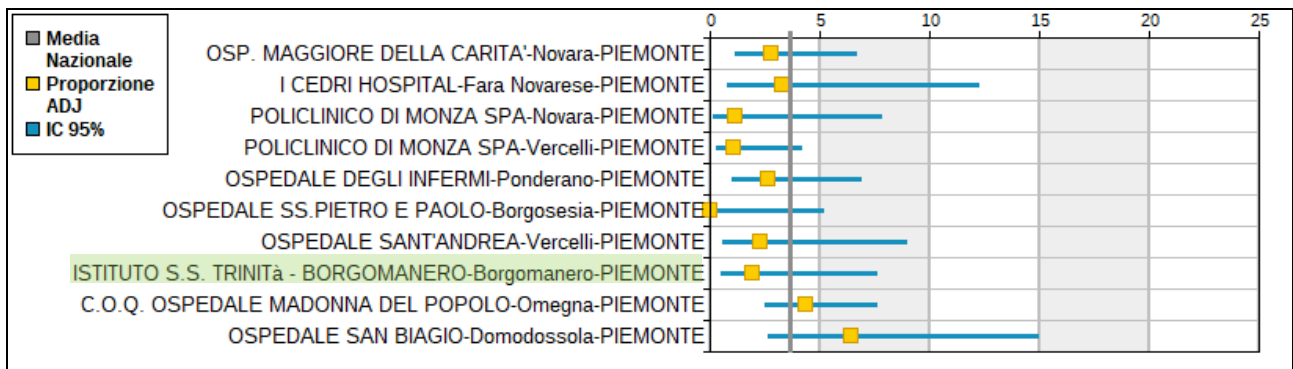 Media
Nazionale
Proporzione
ADJ
IC 95%
0 5 10 15 20 25
OSP. MAGGIORE DELLA CARITA'-Novara-PIEMONTE
I CEDRI HOSPITAL-Fara Novarese-PIEMONTE
POLICLINICO DI MONZA SPA-Novara-PIEMONTE
POLICLINICO DI MONZA SPA-Vercelli-PIEMONTE
OSPEDALE DEGLI INFERMI-Ponderano-PIEMONTE
OSPEDALE SS.PIETRO E PAOLO-Borgosesia-PIEMONTE
OSPEDALE SANT'ANDREA-Vercelli-PIEMONTE
ISTITUTO S.S. TRINITà - BORGOMANERO-Borgomanero-PIEMONTE
C.O.Q. OSPEDALE MADONNA DEL POPOLO-Omegna-PIEMONTE
OSPEDALE SAN BIAGIO-Domodossola-PIEMONTE